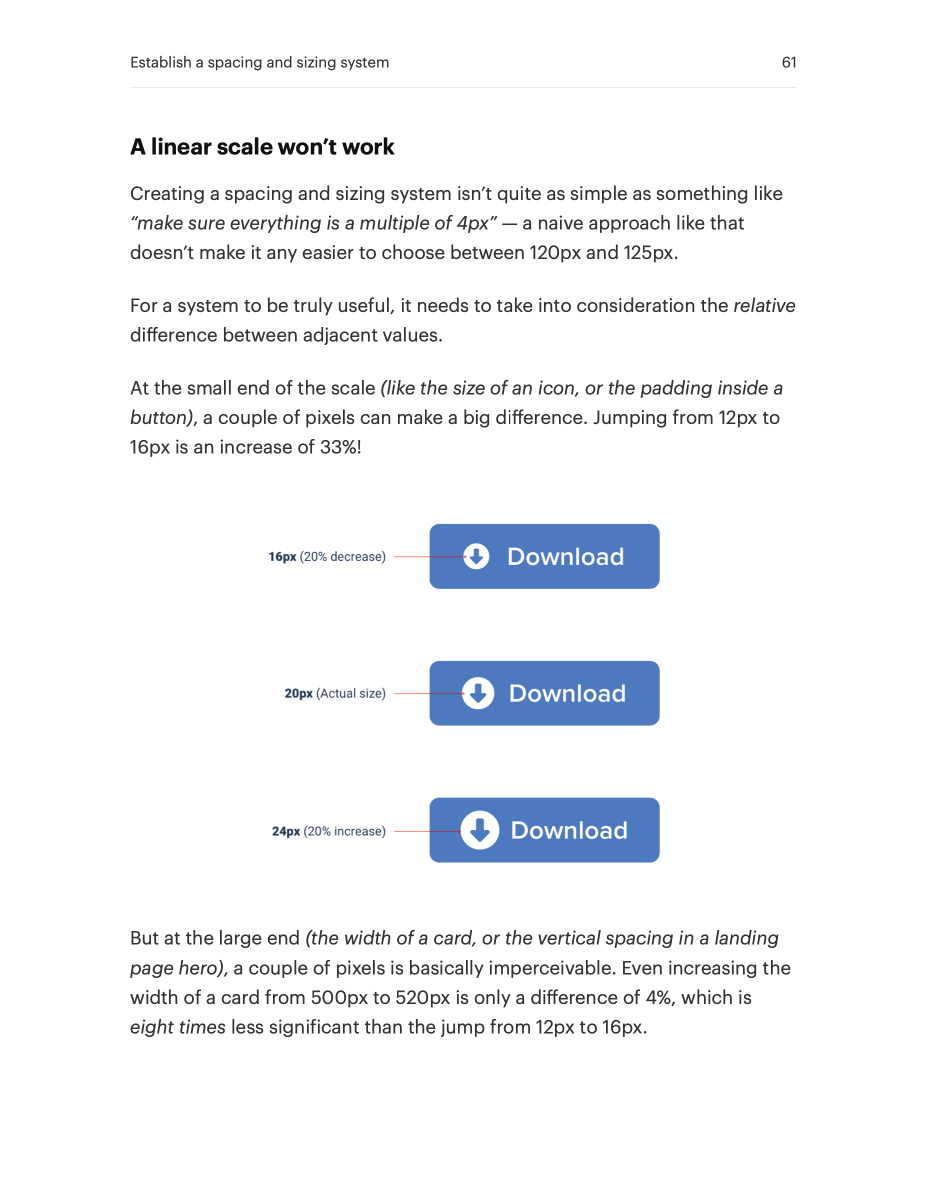 Establish a spacing and sizing system 61
A linear scale won’t work
Creating a spacing and sizing system isn’t quite as simple as something like
“make sure everything is a multiple of 4px” — a naive approach like that
doesn’t make it any easier to choose between 120px and 125px.
For a system to be truly useful, it needs to take into consideration the relative
difference between adjacent values.
At the small end of the scale (like the size of an icon, or the padding inside a
button), a couple of pixels can make a big difference. Jumping from 12px to
16px is an increase of 33%!
16px (20% decrease) Download
20px (Actual size) Download
24px (20% increase) Download
But at the large end (the width of a card, or the vertical spacing in a landing
page hero), a couple of pixels is basically imperceivable. Even increasing the
width of a card from 500px to 520px is only a difference of 4%, which is
eight times less significant than the jump from 12px to 16px.